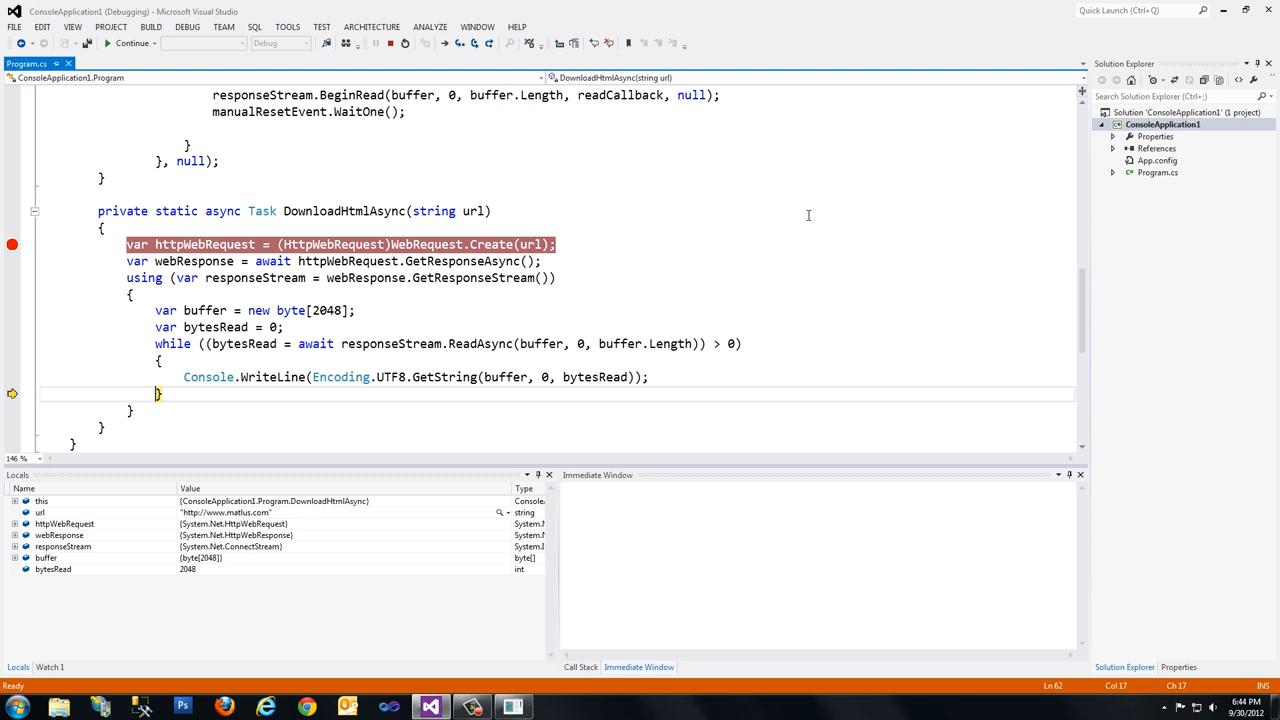 ConsoleApplication1 (Debugging) - Microsoft Visual Studio
Quick Launch (Ctrl+;)
FILE EDIT VIEW PROJECT BUILD DEBUG TEAM SQL TOOLS TEST ARCHITECTURE ANALYZE WINDOW HELP
Continue Debug
Program.cs
ConsoleApplication1.Program
DownloadHtmlAsync(string url)
responseStream.BeginRead(buffer, 0, buffer.Length, readCallback, null);
manualResetEvent.WaitOne();
}
}, null);
}
private static async Task DownloadHtmlAsync(string url)
{
var httpWebRequest = (HttpWebRequest)WebRequest.Create(url);
var webResponse = await httpWebRequest.GetResponseAsync();
using (var responseStream = webResponse.GetResponseStream())
{
var buffer = new byte[2048];
var bytesRead = 0;
while ((bytesRead = await responseStream.ReadAsync(buffer, 0, buffer.Length)) > 0)
{
Console.WriteLine(Encoding.UTF8.GetString(buffer, 0, bytesRead));
}
}
}
}
146 %
Solution Explorer
Search Solution Explorer (Ctrl+;)
Solution 'ConsoleApplication1' (1 project)
ConsoleApplication1
Properties
References
App.config
Program.cs
Locals
Name Value Type
this {ConsoleApplication1.Program.DownloadHtmlAsync} Console.
url "http://www.matlus.com" string
httpWebRequest {System.Net.HttpWebRequest} System.N
webResponse {System.Net.HttpWebResponse} System.N
responseStream {System.Net.ConnectStream} System.I
buffer {byte[2048]} byte[]
bytesRead 2048 int
Locals Watch 1
Immediate Window
Call Stack Immediate Window
Solution Explorer Properties
Ready Ln 62 Col 17 Ch 17 INS
6:44 PM
9/30/2012